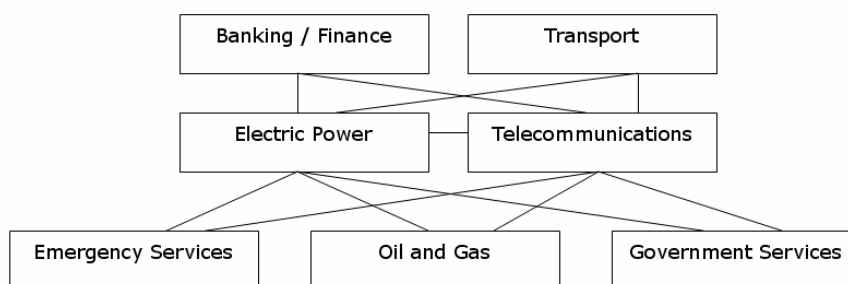 Banking / Finance
Transport
Electric Power
Telecommunications
Emergency Services
Oil and Gas
Government Services